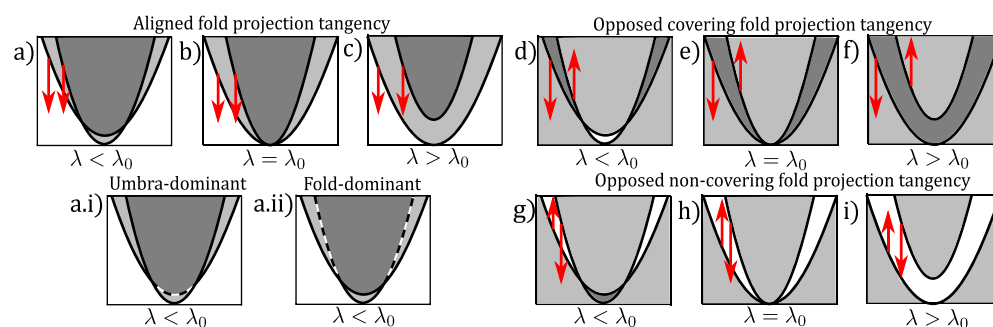 Aligned fold projection tangency
Opposed covering fold projection tangency
a)
b)
c)
d)
e)
f)
λ < λ₀
λ = λ₀
λ > λ₀
λ < λ₀
λ = λ₀
λ > λ₀
Umbra-dominant
Fold-dominant
Opposed non-covering fold projection tangency
a.i)
a.ii)
g)
h)
i)
λ < λ₀
λ < λ₀
λ < λ₀
λ = λ₀
λ > λ₀